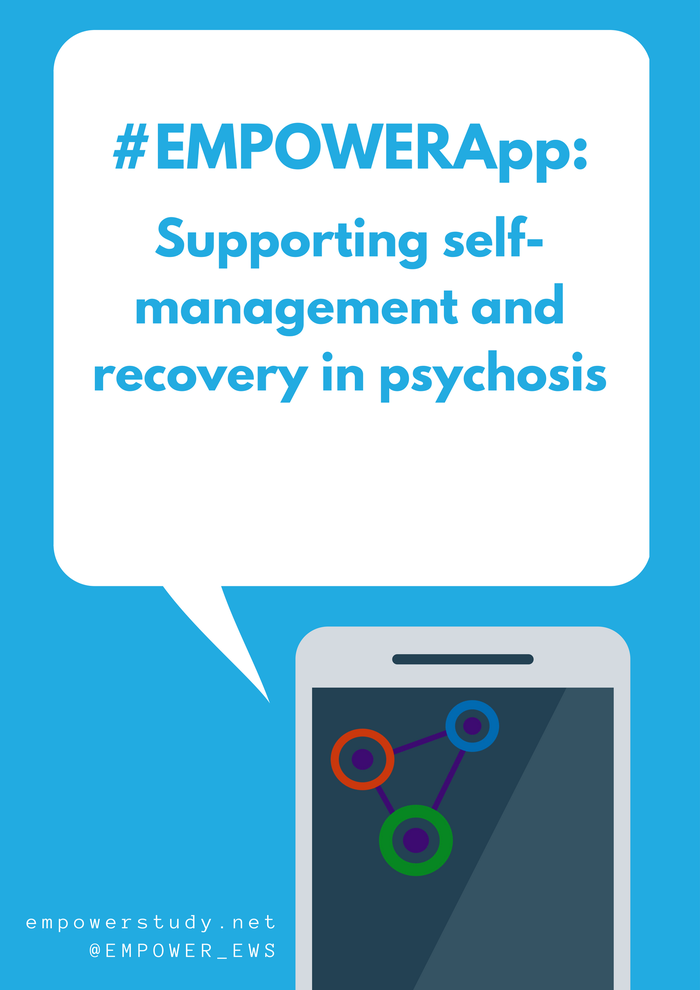 #EMPOWERApp:
Supporting self-
management and
recovery in psychosis
empowerstudy.net
@EMPOWER_EWS